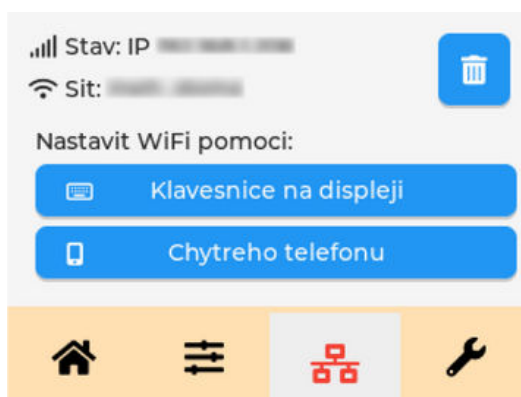 Stav: IP
Sit:
Nastavit WiFi pomoci:
Klavesnice na displeji
Chytreho telefonu